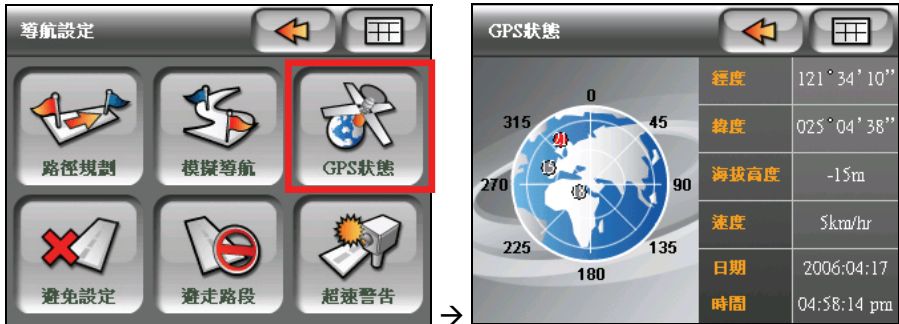 導航設定
路徑規劃 模擬導航 GPS狀態
避免設定 避走路段 超速警告
→
GPS狀態
0
315 45
270 90
225 135
180
經度 121°34'10"
緯度 025°04'38"
海拔高度 -15m
速度 5km/hr
日期 2006:04:17
時間 04:58:14 pm